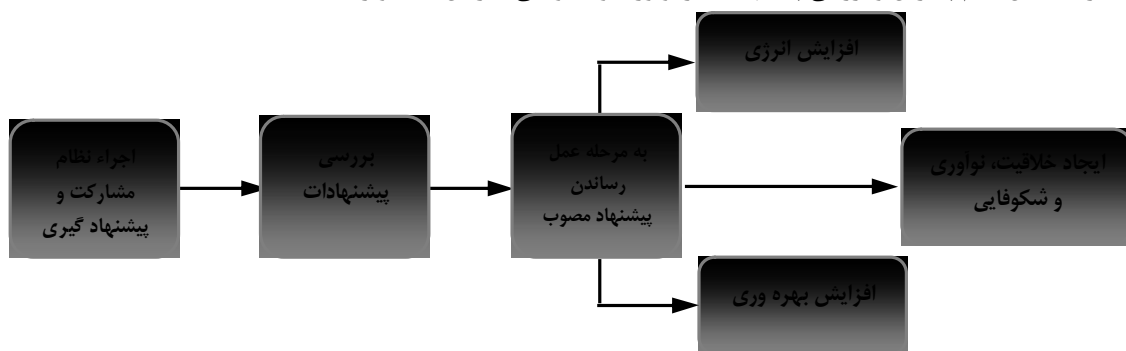 افزایش انرژی
اجراء نظام
مشارکت و
پیشنهاد گیری
بررسی
پیشنهادات
به مرحله عمل
رساندن
پیشنهاد مصوب
ایجاد خلاقیت، نوآوری
و شکوفایی
افزایش بهره وری